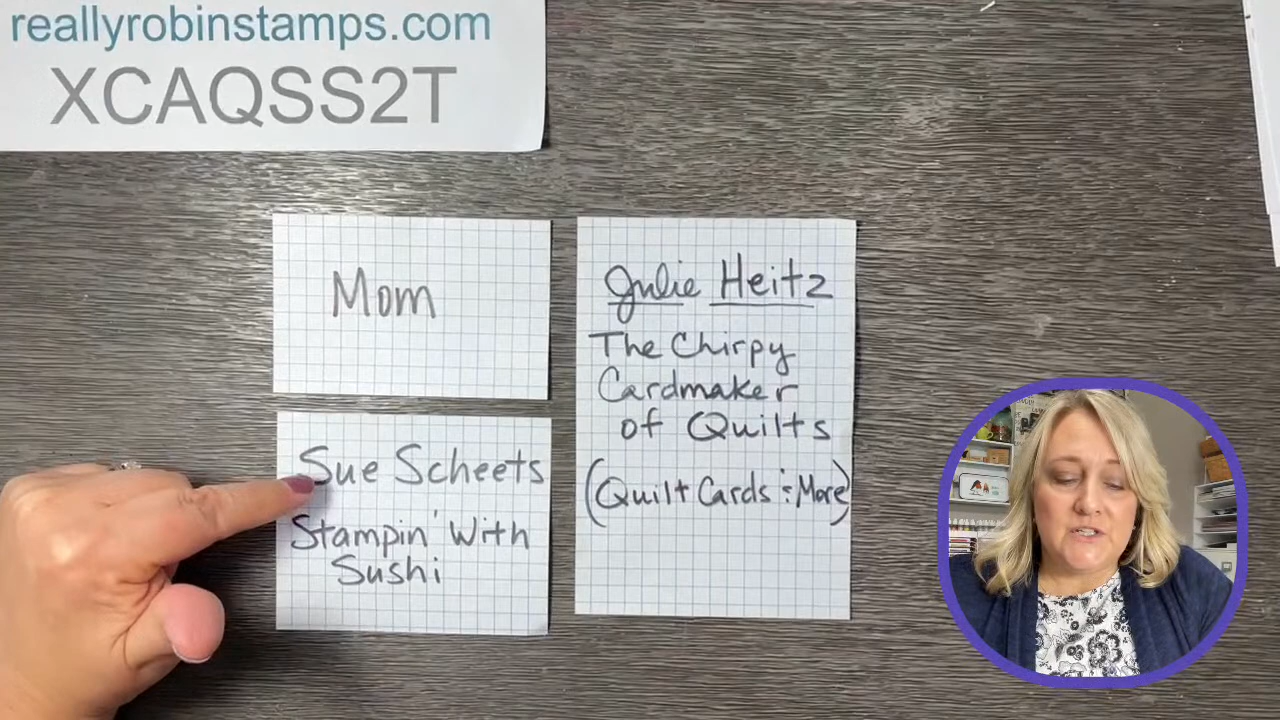 reallyrobinstamps.com
XCAQSS2T
Mom
Sue Scheets
Stampin' With
Sushi
Julie Heitz
The Chirpy
Cardmaker
of Quilts
(Quilt Cards & More)